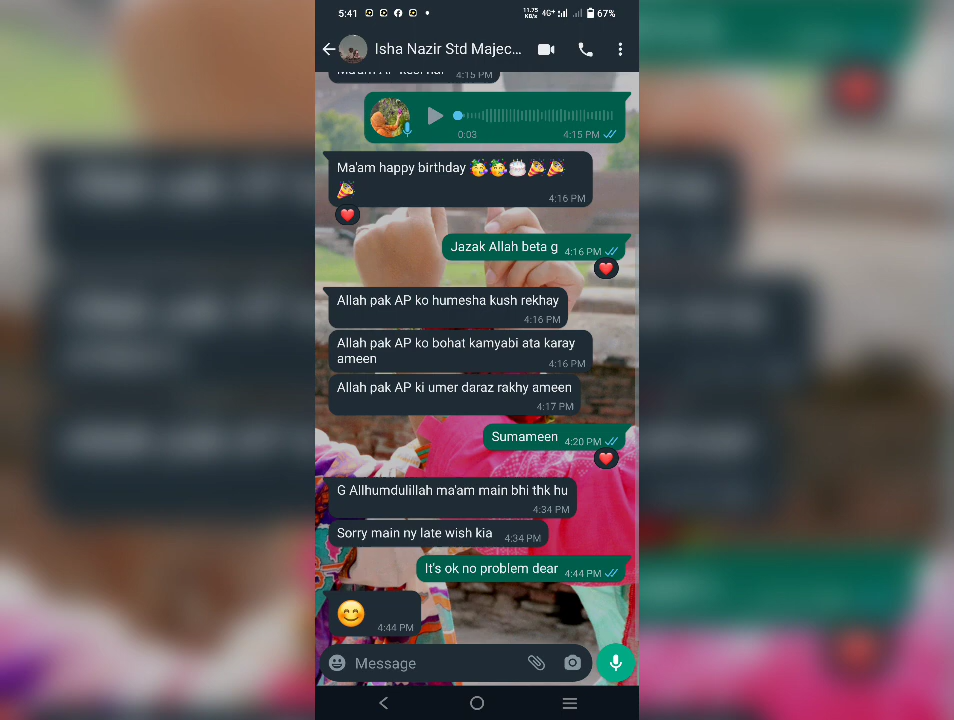 5:41
11.75 KB/s 4G+ 67%
Isha Nazir Std Majec...
4:15 PM
0:03 4:15 PM
Ma'am happy birthday 🥳🥳🎂🎉🎉
🎉
4:16 PM
Jazak Allah beta g 4:16 PM
Allah pak AP ko humesha kush rekhay
4:16 PM
Allah pak AP ko bohat kamyabi ata karay
ameen
4:16 PM
Allah pak AP ki umer daraz rakhy ameen
4:17 PM
Sumameen 4:20 PM
G Allhumdulillah ma'am main bhi thk hu
4:34 PM
Sorry main ny late wish kia 4:34 PM
It's ok no problem dear 4:44 PM
😊 4:44 PM
Message